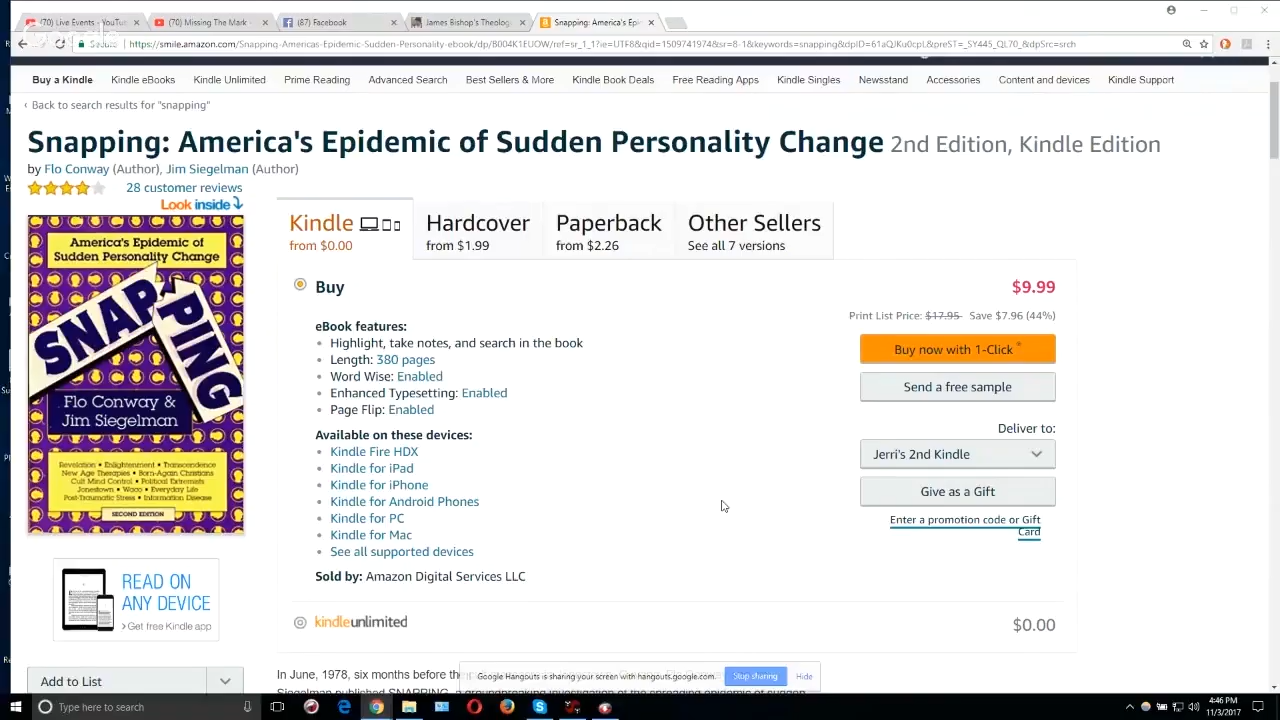 (70) Live Events - YouTu
(70) Missing The Mark -
(87) Facebook
James Bishop's Theolog
Snapping: America's Epi
https://smile.amazon.com/Snapping-Americas-Epidemic-Sudden-Personality-ebook/dp/B004K1EUOW/ref=sr_1_1?ie=UTF8&qid=1509741974&sr=8-1&keywords=snapping&dpID=61aQ/Ku0cpL&preST=_SY445_QL70_&dpSrc=srch
Buy a Kindle Kindle eBooks Kindle Unlimited Prime Reading Advanced Search Best Sellers & More Kindle Book Deals Free Reading Apps Kindle Singles Newsstand Accessories Content and devices Kindle Support
‹ Back to search results for "snapping"
Snapping: America's Epidemic of Sudden Personality Change 2nd Edition, Kindle Edition
by Flo Conway (Author), Jim Siegelman (Author)
28 customer reviews
Look inside
America's Epidemic of
Sudden Personality Change
SNAPPING
Flo Conway &
Jim Siegelman
Revelation • Enlightenment • Transcendence
New Age Therapies • Born-Again Christians
Cult Mind Control • Political Extremists
Jonestown • Waco • Everyday Life
Post-Traumatic Stress • Information Disease
SECOND EDITION
READ ON
ANY DEVICE
› Get free Kindle app
Add to List
Kindle
from $0.00
Hardcover
from $1.99
Paperback
from $2.26
Other Sellers
See all 7 versions
Buy
$9.99
Print List Price: $17.95 Save $7.96 (44%)
eBook features:
• Highlight, take notes, and search in the book
• Length: 380 pages
• Word Wise: Enabled
• Enhanced Typesetting: Enabled
• Page Flip: Enabled
Available on these devices:
• Kindle Fire HDX
• Kindle for iPad
• Kindle for iPhone
• Kindle for Android Phones
• Kindle for PC
• Kindle for Mac
• See all supported devices
Sold by: Amazon Digital Services LLC
Buy now with 1-Click
Send a free sample
Deliver to:
Jerri's 2nd Kindle
Give as a Gift
Enter a promotion code or Gift
Card
kindleunlimited
$0.00
In June, 1978, six months before th
Google Hangouts is sharing your screen with hangouts.google.com.
Stop sharing
Hide
Type here to search
4:46 PM
11/3/2017